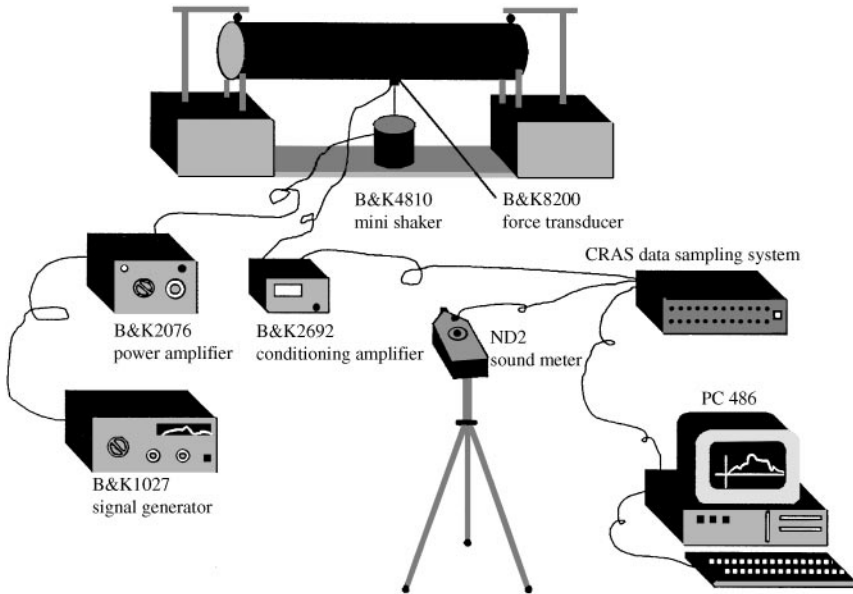 B&K4810
mini shaker
B&K8200
force transducer
CRAS data sampling system
B&K2076
power amplifier
B&K2692
conditioning amplifier
ND2
sound meter
PC 486
B&K1027
signal generator